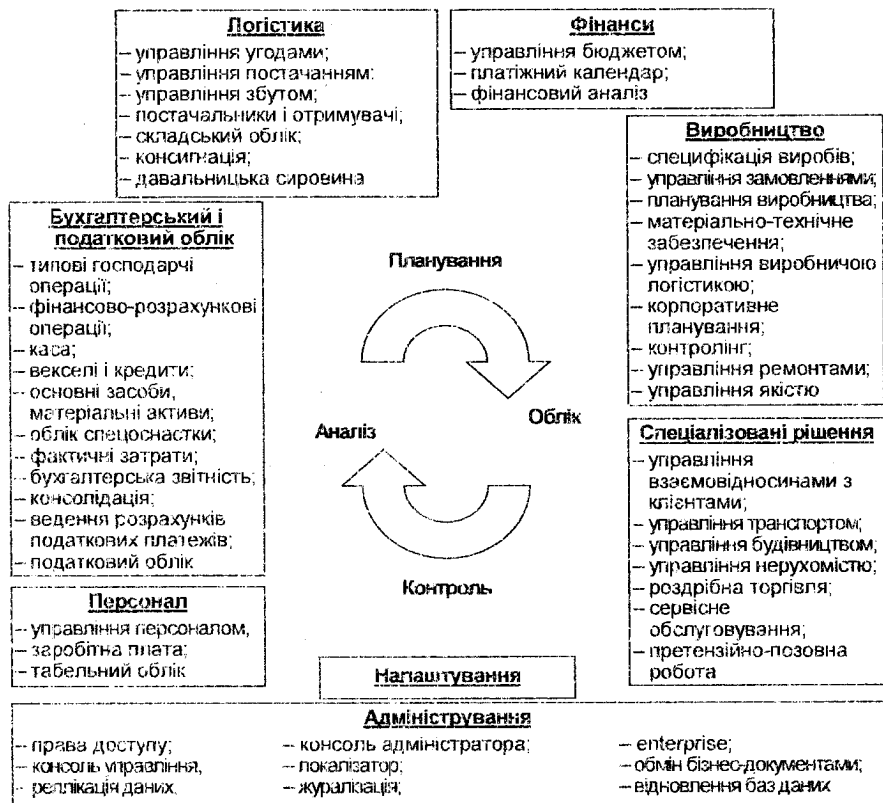 Логістика
– управління угодами;
– управління постачанням:
– управління збутом;
– постачальники і отримувачі;
– складський облік;
– консигнація;
– давальницька сировина
Фінанси
– управління бюджетом;
– платіжний календар;
– фінансовий аналіз
Виробництво
– специфікація виробів;
– управління замовленнями;
– планування виробництва;
– матеріально-технічне
забезпечення;
– управління виробничою
логістикою;
– корпоративне
планування;
– контролінг;
– управління ремонтами;
– управління якістю
Бухгалтерський і
податковий облік
– типові господарчі
операції;
– фінансово-розрахункові
операції;
– каса;
– векселі і кредити;
– основні засоби,
матеріальні активи;
– облік спецоснастки;
– фактичні затрати;
– бухгалтерська звітність;
– консолідація;
– ведення розрахунків
податкових платежів;
– податковий облік
Планування
Облік
Аналіз
Контроль
Спеціалізовані рішення
– управління
взаємовідносинами з
клієнтами;
– управління транспортом;
– управління будівництвом;
– управління нерухомістю;
– роздрібна торгівля;
– сервісне
обслуговування;
– претензійно-позовна
робота
Персонал
– управління персоналом,
– заробітна плата;
– табельний облік
Налаштування
Адміністрування
– права доступу;
– консоль управління,
– реплікація даних,
– консоль адміністратора;
– локалізатор;
– журалізація;
– enterprise;
– обмін бізнес-документами;
– відновлення баз даних